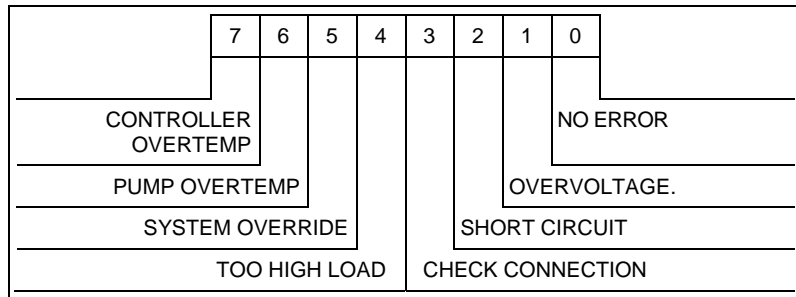 7 6 5 4 3 2 1 0
CONTROLLER
OVERTEMP
NO ERROR
PUMP OVERTEMP
OVERVOLTAGE.
SYSTEM OVERRIDE
SHORT CIRCUIT
TOO HIGH LOAD
CHECK CONNECTION